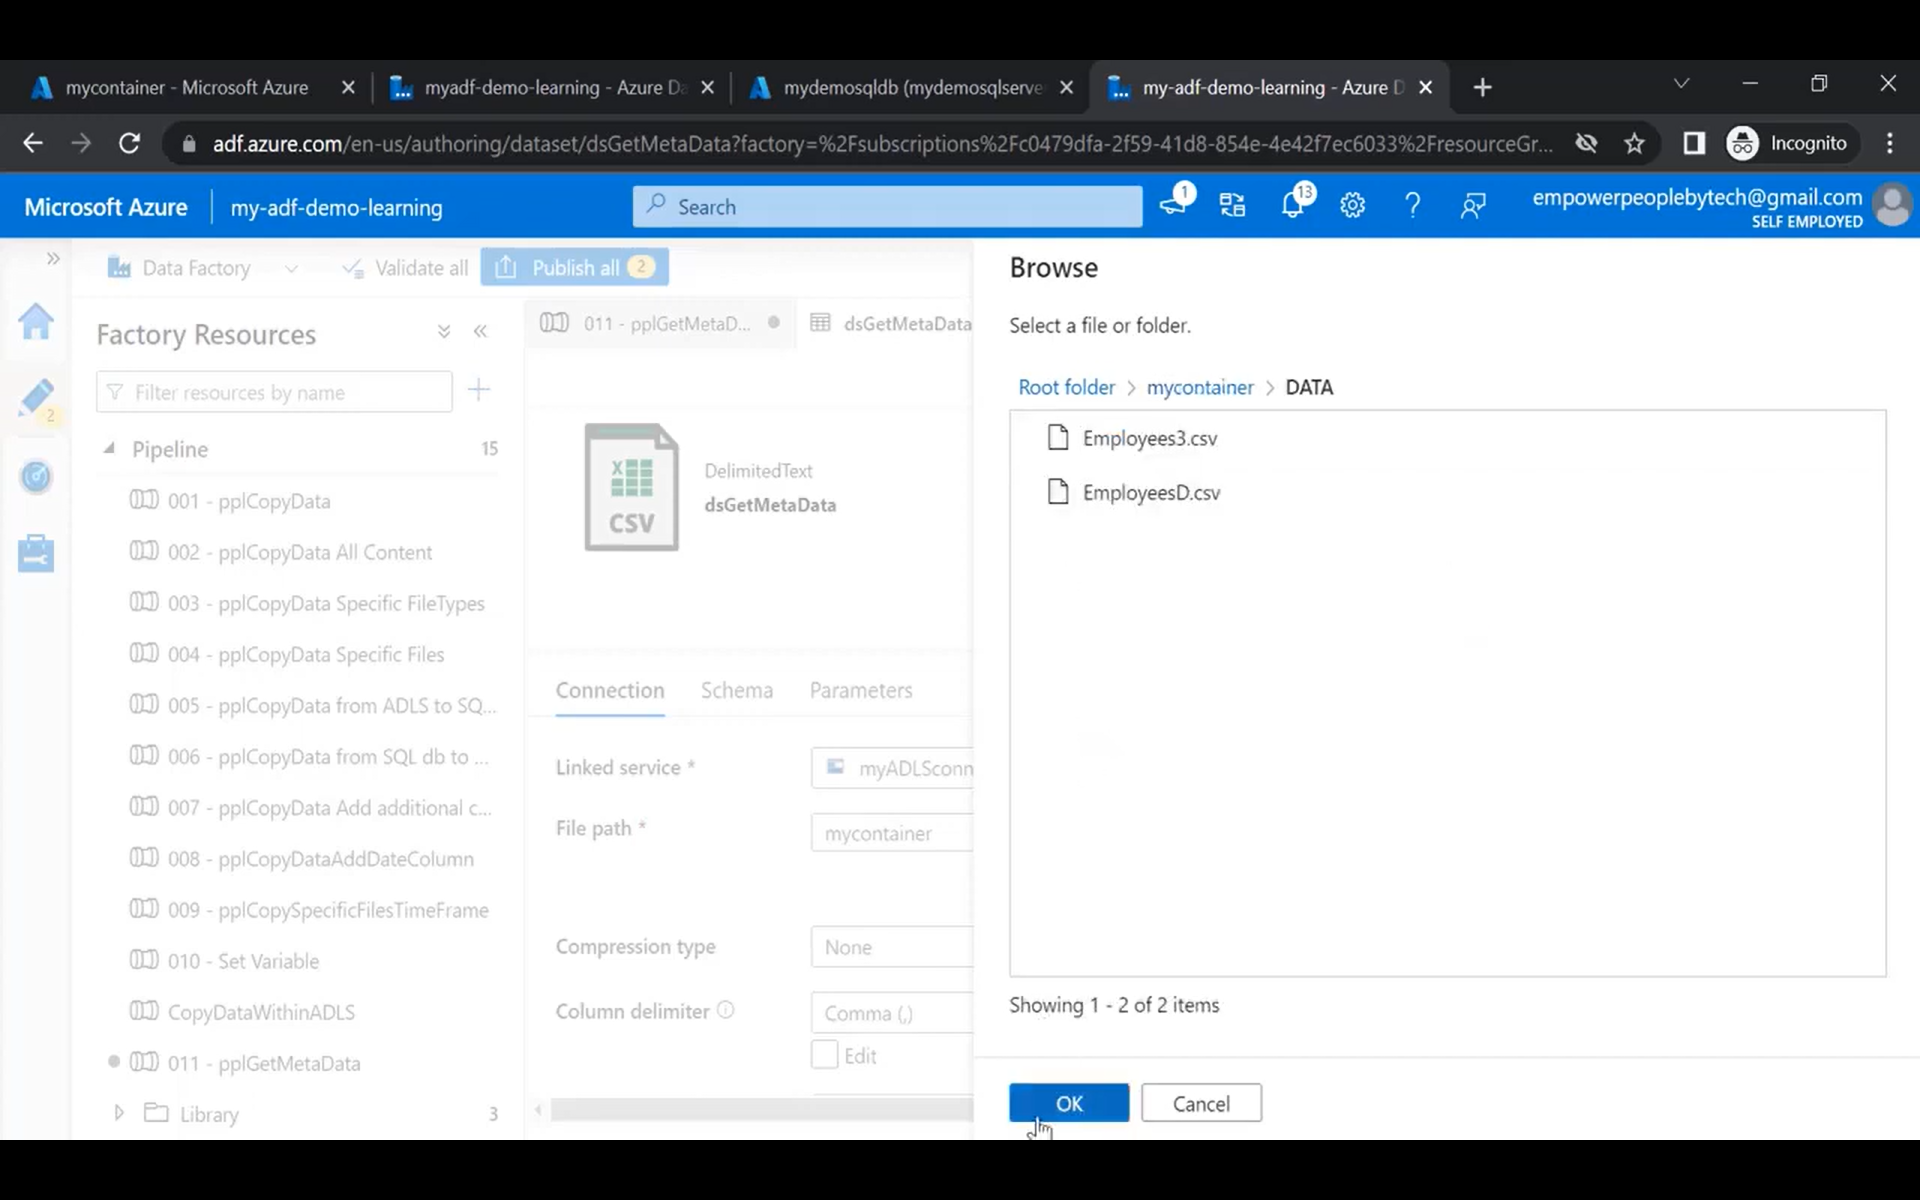 mycontainer - Microsoft Azure
myadf-demo-learning - Azure Da
mydemosqldb (mydemosqlserve
my-adf-demo-learning - Azure D
adf.azure.com/en-us/authoring/dataset/dsGetMetaData?factory=%2Fsubscriptions%2Fc0479dfa-2f59-41d8-854e-4e42f7ec6033%2FresourceGr...
Incognito
Microsoft Azure
my-adf-demo-learning
Search
1
13
empowerpeoplebytech@gmail.com
SELF EMPLOYED
Data Factory
Validate all
Publish all 2
2
Factory Resources
Filter resources by name
Pipeline 15
001 - pplCopyData
002 - pplCopyData All Content
003 - pplCopyData Specific FileTypes
004 - pplCopyData Specific Files
005 - pplCopyData from ADLS to SQ...
006 - pplCopyData from SQL db to ...
007 - pplCopyData Add additional c...
008 - pplCopyDataAddDateColumn
009 - pplCopySpecificFilesTimeFrame
010 - Set Variable
CopyDataWithinADLS
011 - pplGetMetaData
Library 3
011 - pplGetMetaD...
dsGetMetaData
CSV
DelimitedText
dsGetMetaData
Connection
Schema
Parameters
Linked service *
myADLSconn
File path *
mycontainer
Compression type
None
Column delimiter
Comma (,)
Edit
Browse
Select a file or folder.
Root folder > mycontainer > DATA
Employees3.csv
EmployeesD.csv
Showing 1 - 2 of 2 items
OK
Cancel